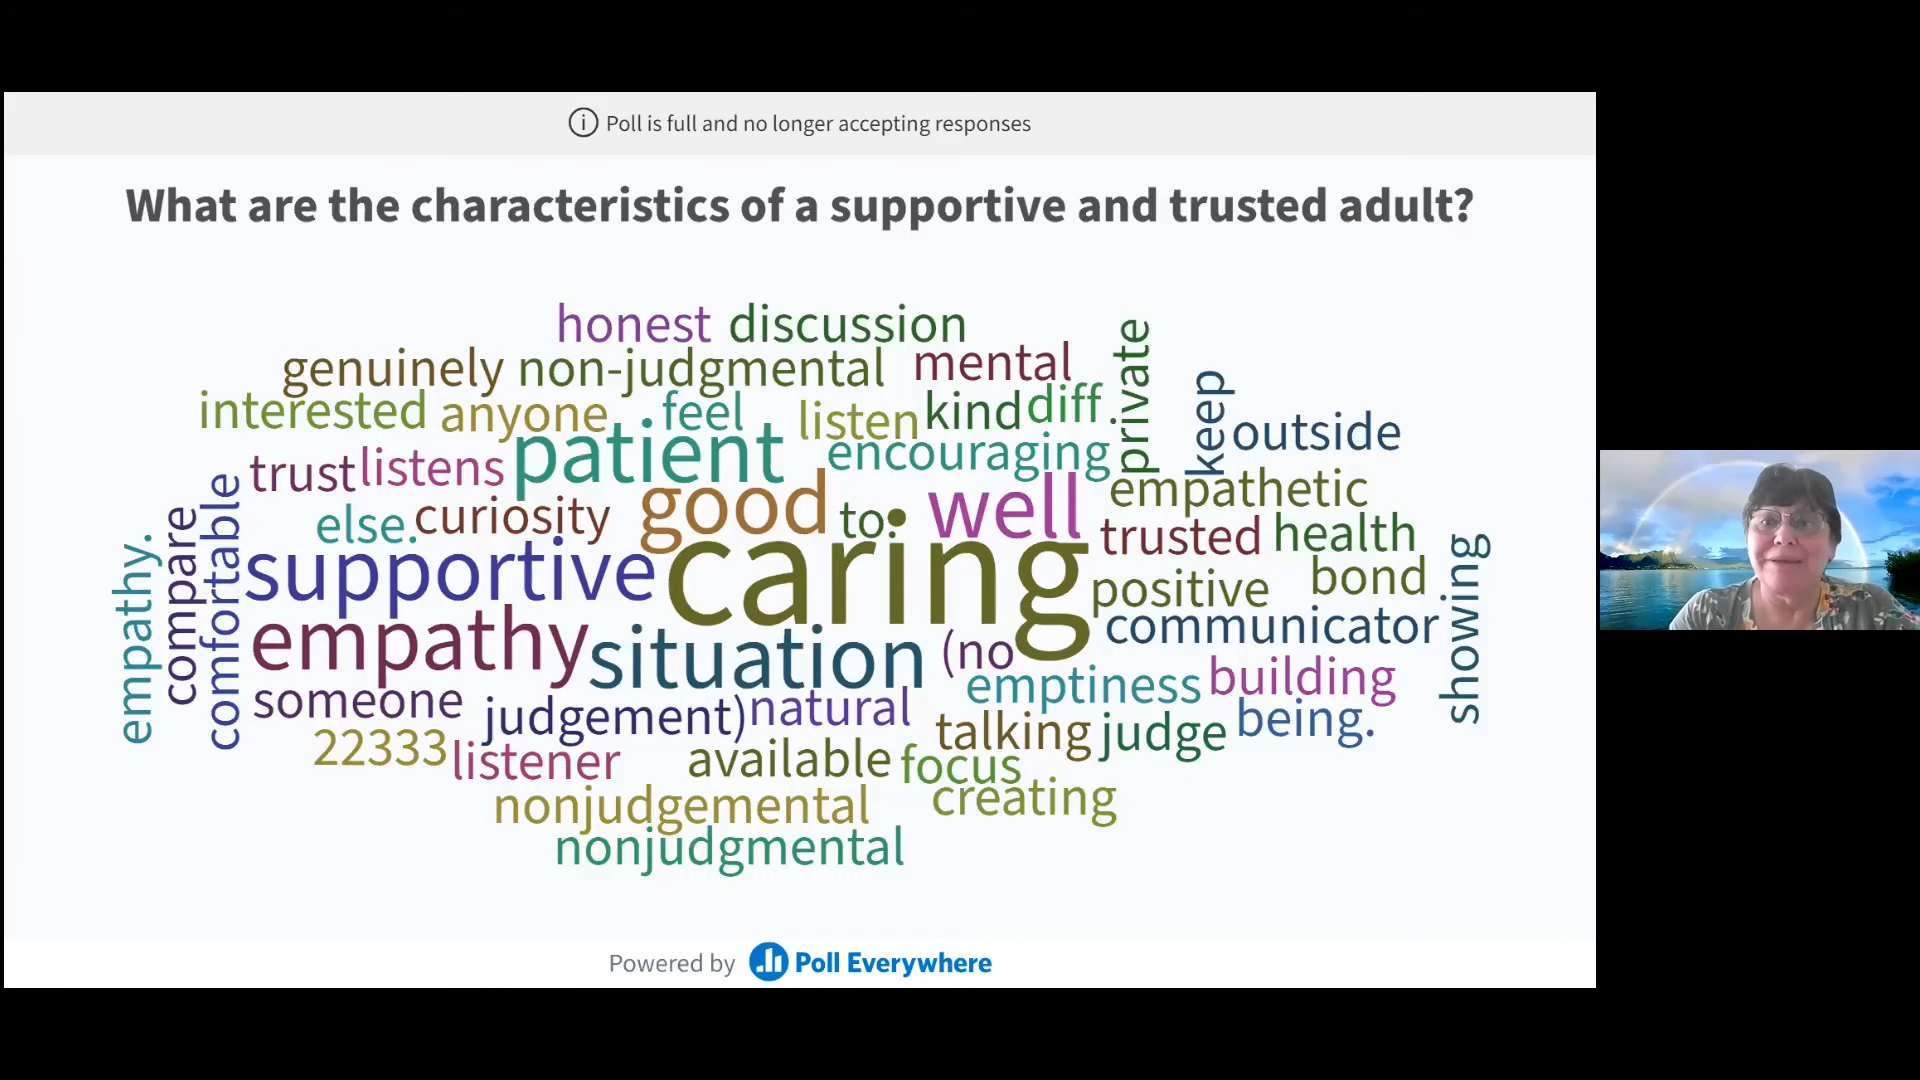 Poll is full and no longer accepting responses
What are the characteristics of a supportive and trusted adult?
honest discussion
genuinely non-judgmental mental private
interested anyone feel listen kind diff. keep outside
trust listens patient encouraging
else. curiosity good to well empathetic
empathy. compare comfortable supportive caring trusted health
positive bond showing
empathy situation (no communicator
someone judgement) natural emptiness building
22333 listener available talking judge being.
focus
nonjudgemental creating
nonjudgmental
Powered by Poll Everywhere